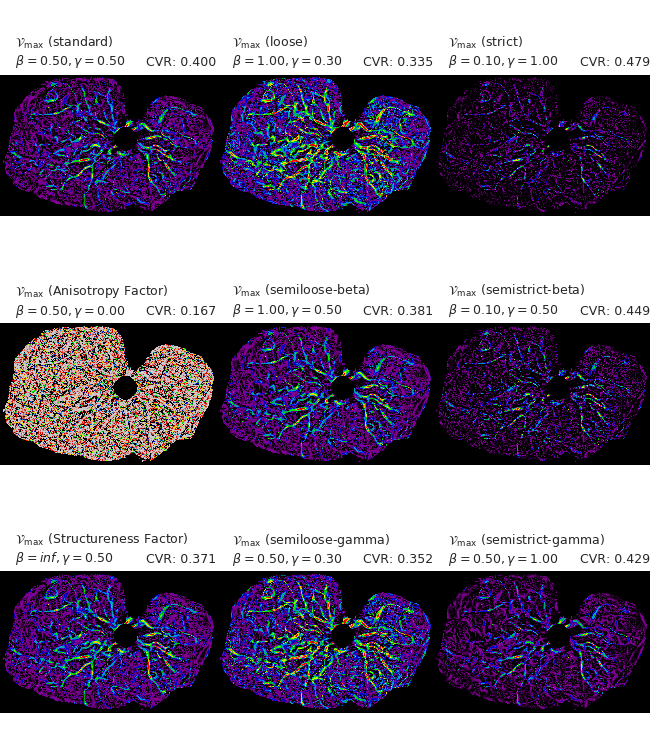 𝒱max (standard) 𝒱max (loose) 𝒱max (strict)
β = 0.50, γ = 0.50 CVR: 0.400 β = 1.00, γ = 0.30 CVR: 0.335 β = 0.10, γ = 1.00 CVR: 0.479
𝒱max (Anisotropy Factor) 𝒱max (semiloose-beta) 𝒱max (semistrict-beta)
β = 0.50, γ = 0.00 CVR: 0.167 β = 1.00, γ = 0.50 CVR: 0.381 β = 0.10, γ = 0.50 CVR: 0.449
𝒱max (Structureness Factor) 𝒱max (semiloose-gamma) 𝒱max (semistrict-gamma)
β = inf, γ = 0.50 CVR: 0.371 β = 0.50, γ = 0.30 CVR: 0.352 β = 0.50, γ = 1.00 CVR: 0.429